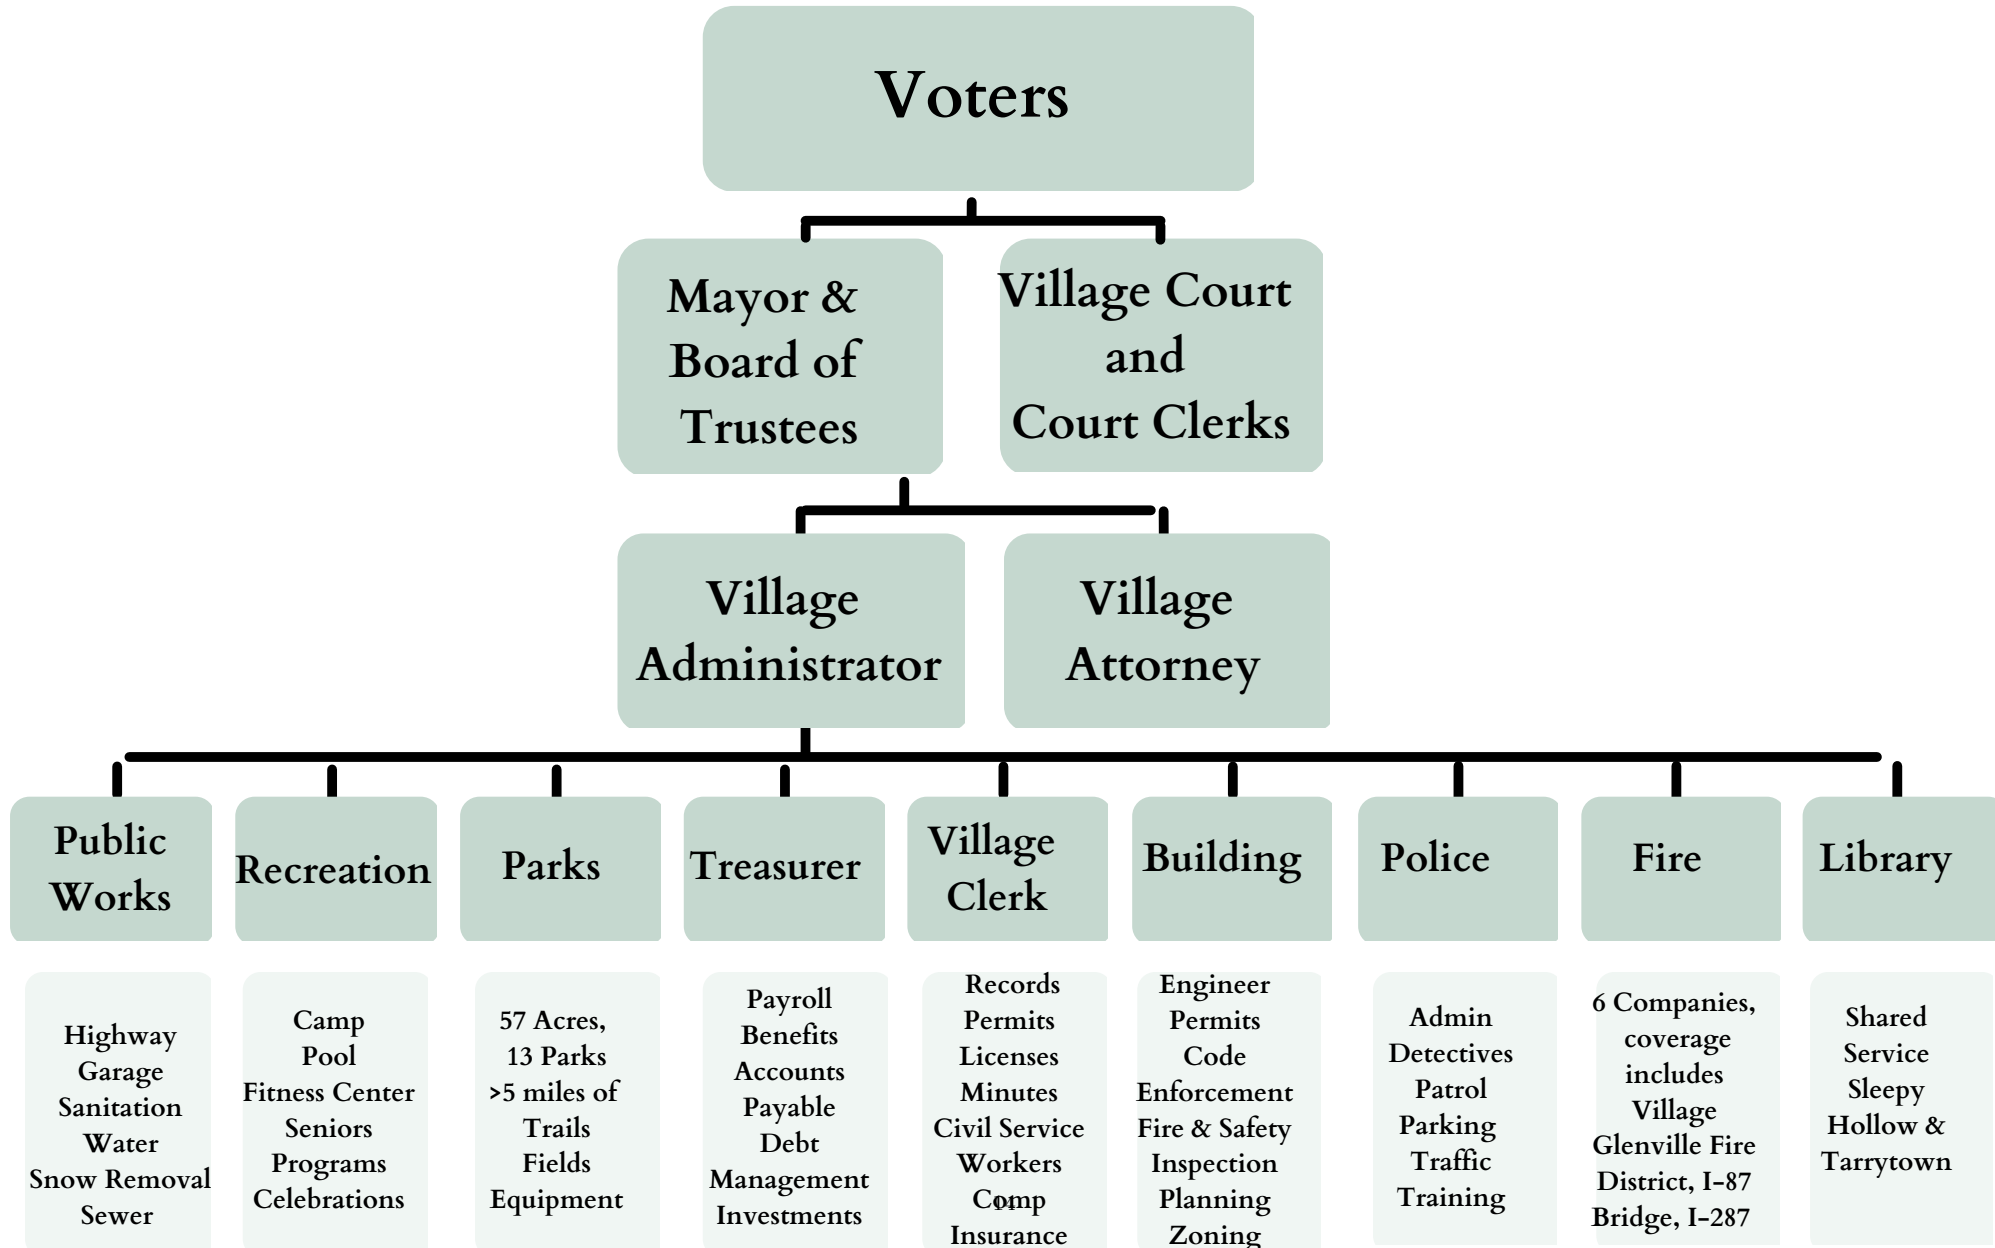 Voters
Mayor &
Board of
Trustees
Village Court
and
Court Clerks
Village
Administrator
Village
Attorney
Public
Works
Recreation
Parks
Treasurer
Village
Clerk
Building
Police
Fire
Library
Highway
Garage
Sanitation
Water
Snow Removal
Sewer
Camp
Pool
Fitness Center
Seniors
Programs
Celebrations
57 Acres,
13 Parks
>5 miles of
Trails
Fields
Equipment
Payroll
Benefits
Accounts
Payable
Debt
Management
Investments
Records
Permits
Licenses
Minutes
Civil Service
Workers
Comp
14
Insurance
Engineer
Permits
Code
Enforcement
Fire & Safety
Inspection
Planning
Zoning
Admin
Detectives
Patrol
Parking
Traffic
Training
6 Companies,
coverage
includes
Village
Glenville Fire
District, I-87
Bridge, I-287
Shared
Service
Sleepy
Hollow &
Tarrytown